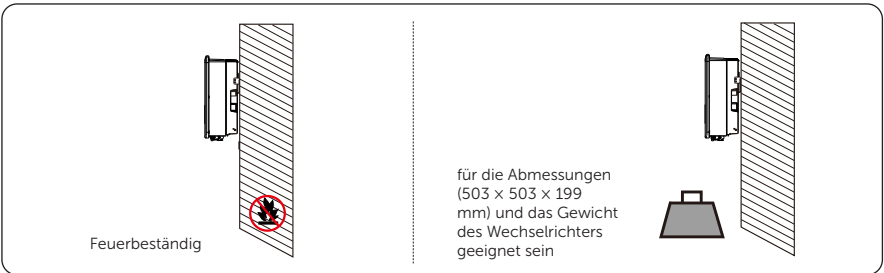 Feuerbeständig
für die Abmessungen
(503 × 503 × 199
mm) und das Gewicht
des Wechselrichters
geeignet sein